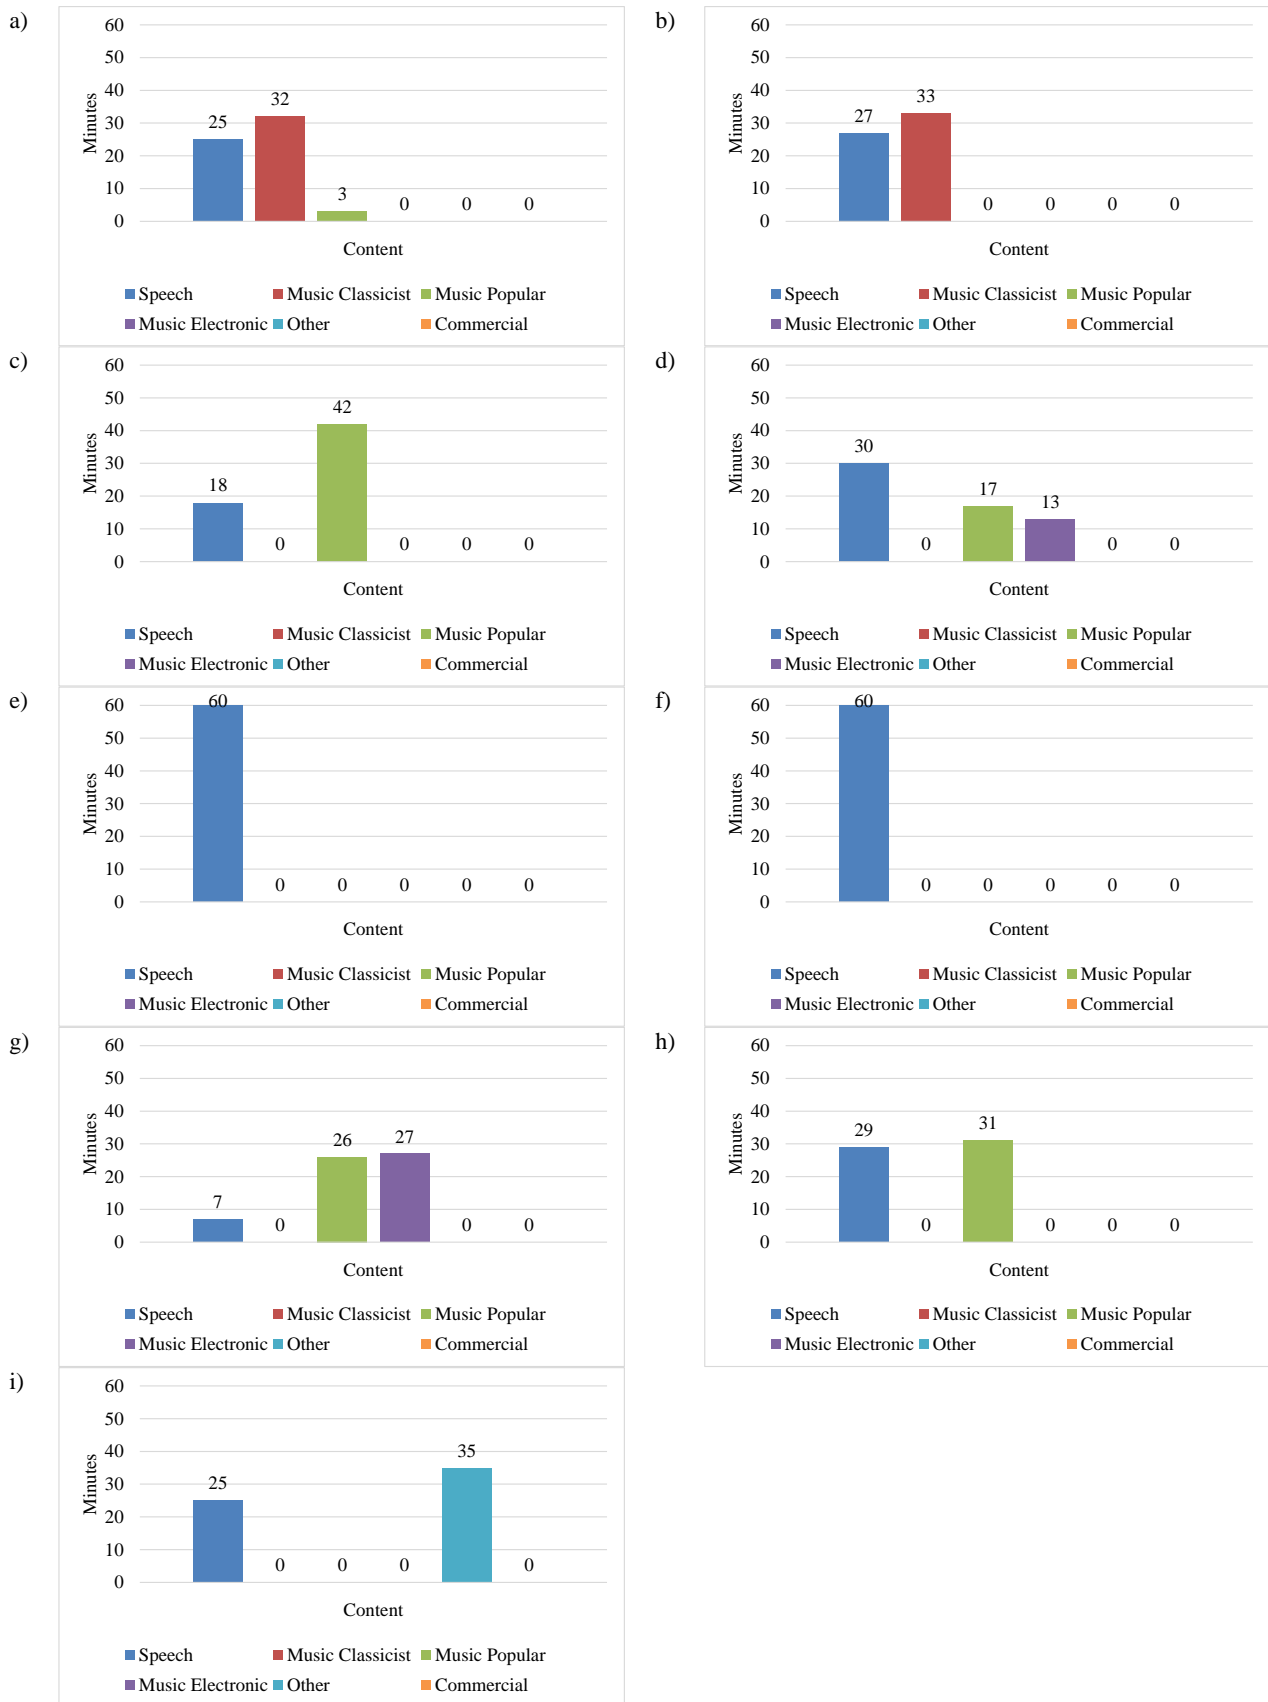 a)
60
50
40
30
20
10
0
Minutes
25
32
3
0
0
0
Content
Speech
Music Classicist
Music Popular
Music Electronic
Other
Commercial
b)
60
50
40
30
20
10
0
Minutes
27
33
0
0
0
0
Content
Speech
Music Classicist
Music Popular
Music Electronic
Other
Commercial
c)
60
50
40
30
20
10
0
Minutes
18
0
42
0
0
0
Content
Speech
Music Classicist
Music Popular
Music Electronic
Other
Commercial
d)
60
50
40
30
20
10
0
Minutes
30
0
17
13
0
0
Content
Speech
Music Classicist
Music Popular
Music Electronic
Other
Commercial
e)
60
50
40
30
20
10
0
Minutes
60
0
0
0
0
0
Content
Speech
Music Classicist
Music Popular
Music Electronic
Other
Commercial
f)
60
50
40
30
20
10
0
Minutes
60
0
0
0
0
0
Content
Speech
Music Classicist
Music Popular
Music Electronic
Other
Commercial
g)
60
50
40
30
20
10
0
Minutes
7
0
26
27
0
0
Content
Speech
Music Classicist
Music Popular
Music Electronic
Other
Commercial
h)
60
50
40
30
20
10
0
Minutes
29
0
31
0
0
0
Content
Speech
Music Classicist
Music Popular
Music Electronic
Other
Commercial
i)
60
50
40
30
20
10
0
Minutes
25
0
0
0
35
0
Content
Speech
Music Classicist
Music Popular
Music Electronic
Other
Commercial